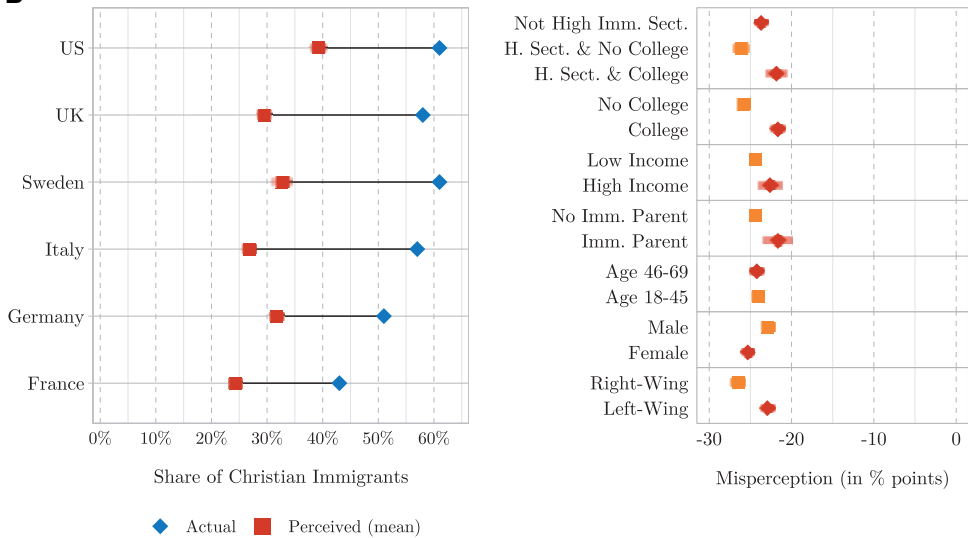 US
UK
Sweden
Italy
Germany
France
0% 10% 20% 30% 40% 50% 60%
Share of Christian Immigrants
Actual Perceived (mean)
Not High Imm. Sect.
H. Sect. & No College
H. Sect. & College
No College
College
Low Income
High Income
No Imm. Parent
Imm. Parent
Age 46-69
Age 18-45
Male
Female
Right-Wing
Left-Wing
-30 -20 -10 0
Misperception (in % points)